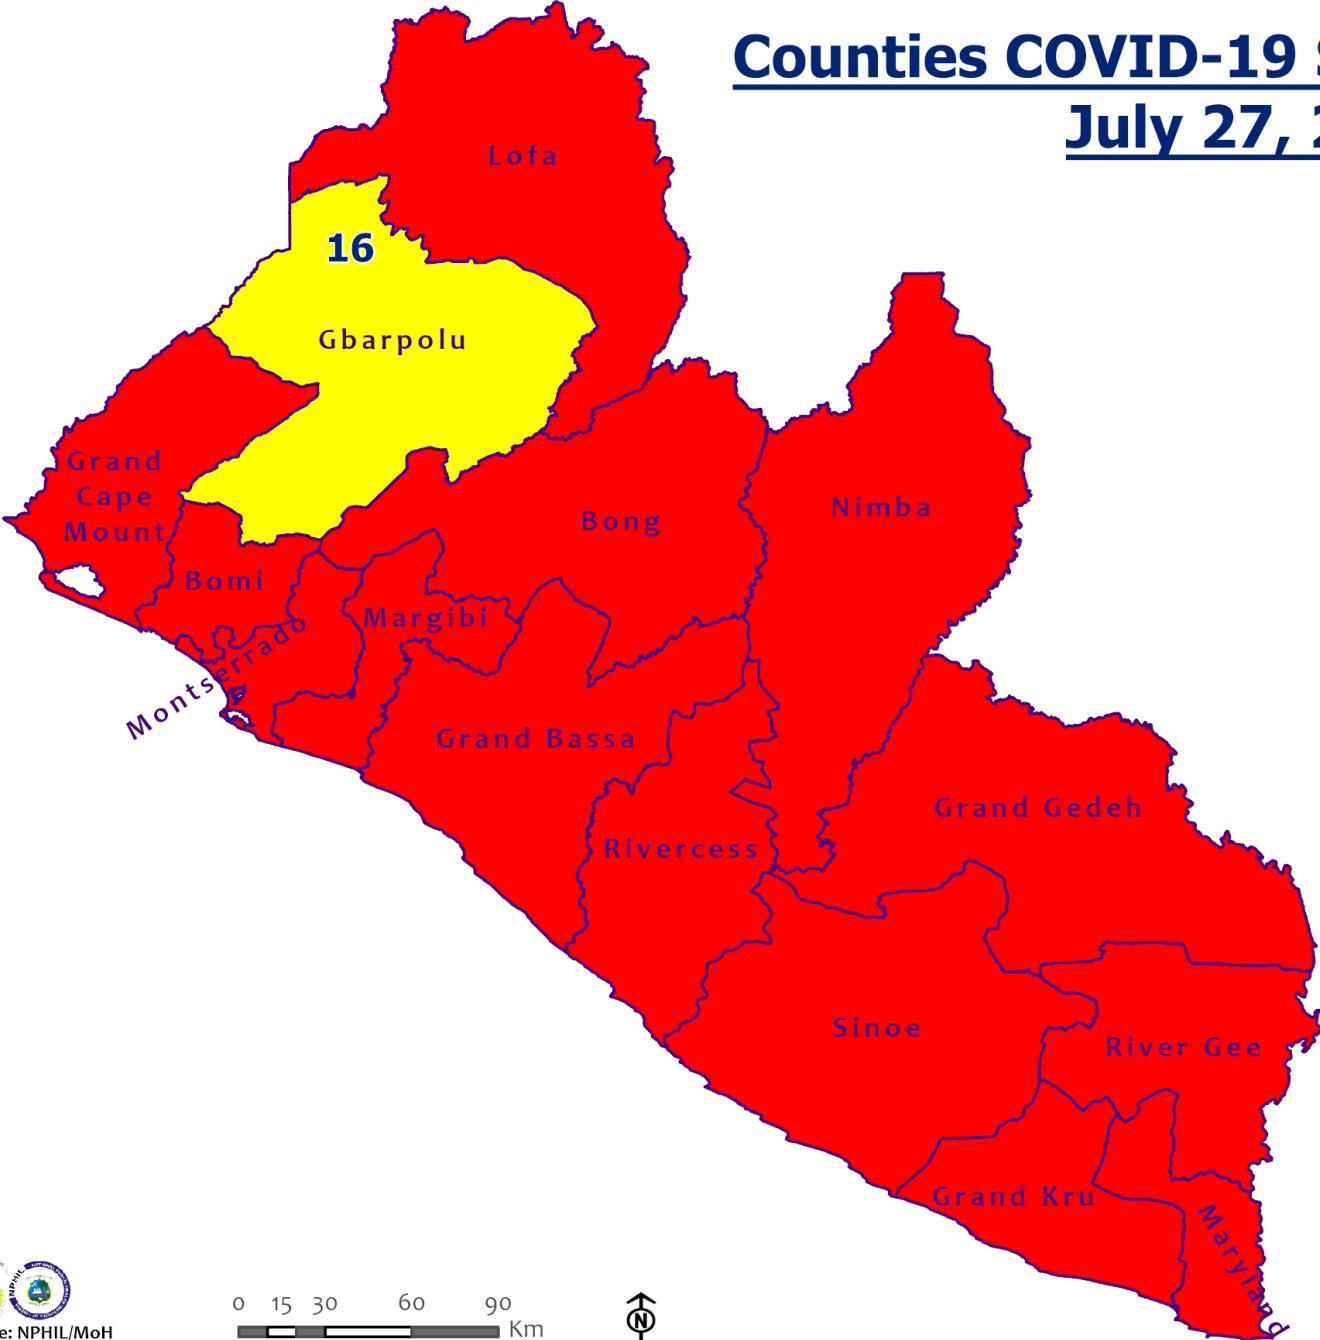 Counties COVID-19
July 27,
Lofa
16
Gbarpolu
Grand
Cape
Mount
Bong
Nimba
Bomi
Margibi
Montserrado
Grand Bassa
Grand Gedeh
Rivercess
Sinoe
River Gee
Grand Kru
Maryland
NPHIL
0 15 30 60 90
Km
N
e: NPHIL/MoH